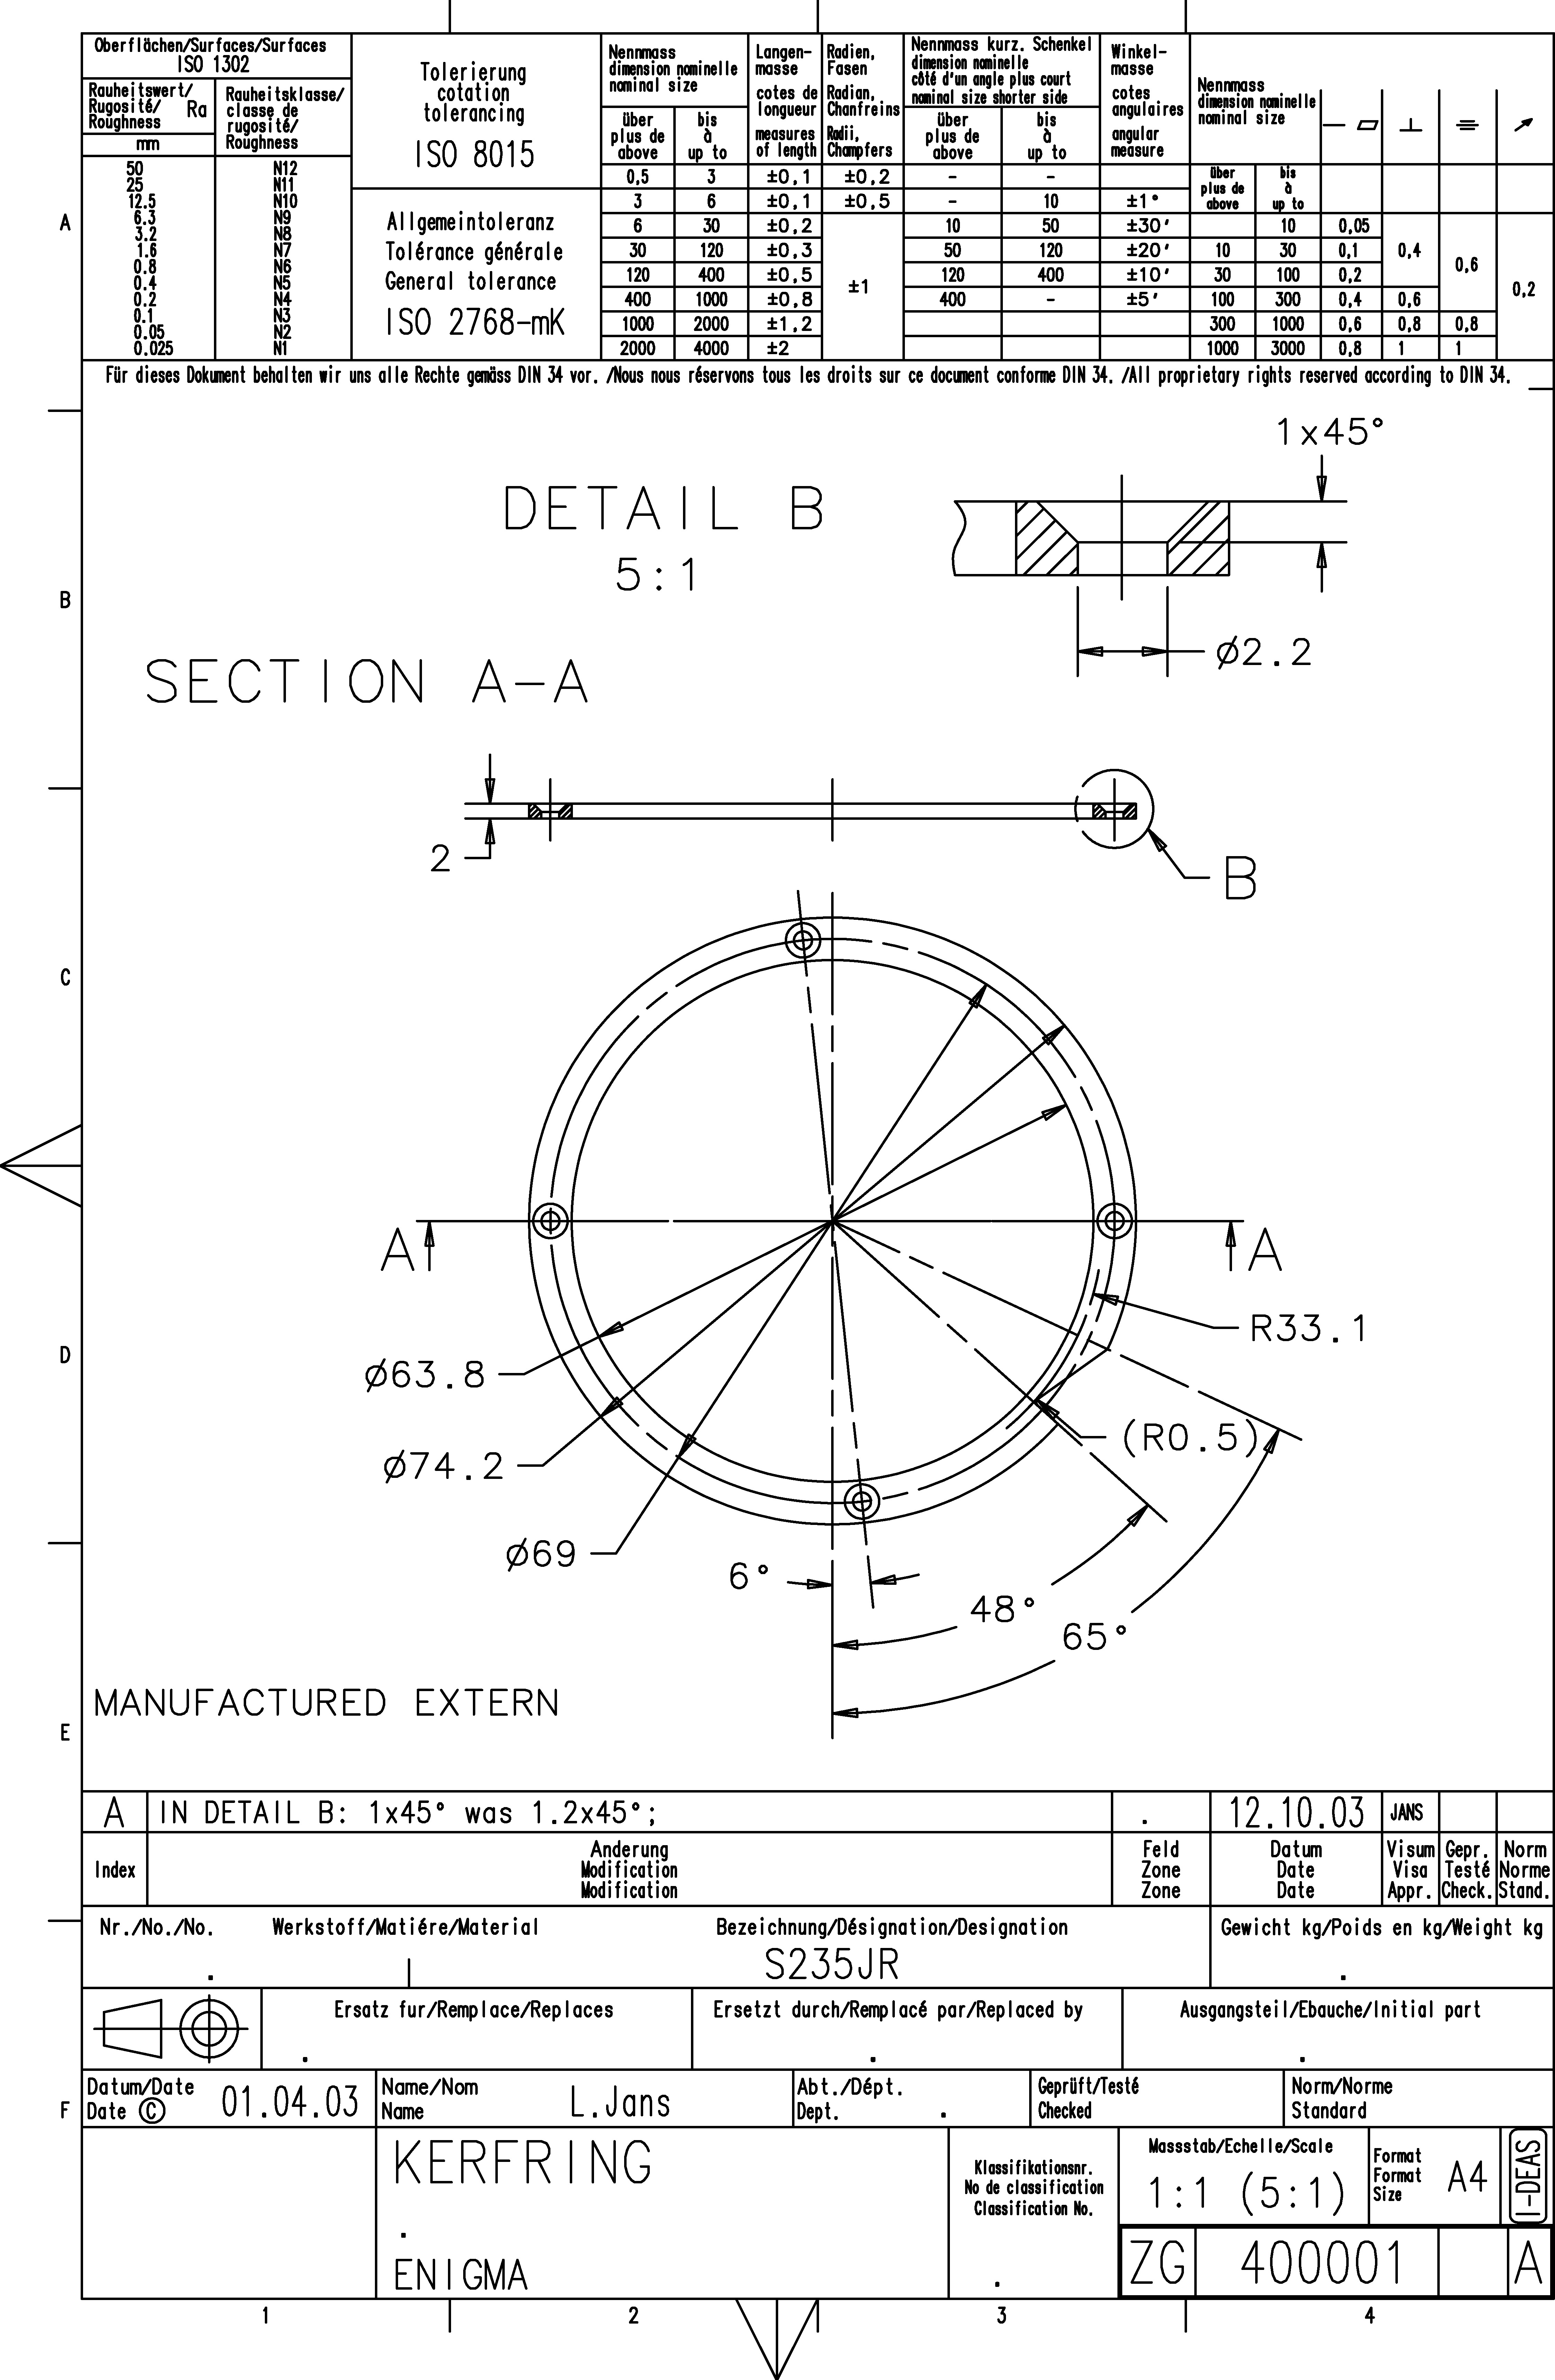 Oberflächen/Surfaces/Surfaces
ISO 1302
Rauheitswert/
Rugosité/ Ra
Roughness
mm
Rauheitsklasse/
classe de
rugosité/
Roughness
50 N12
25 N11
12.5 N10
6.3 N9
3.2 N8
1.6 N7
0.8 N6
0.4 N5
0.2 N4
0.1 N3
0.05 N2
0.025 N1
Tolerierung
cotation
tolerancing
ISO 8015
Allgemeintoleranz
Tolérance générale
General tolerance
ISO 2768-mK
Nennmass
dimension nominelle
nominal size
über
plus de
above
bis
à
up to
Langen-
masse
cotes de
longueur
measures
of length
Radien,
Fasen
Radian,
Chanfreins
Radii,
Champfers
Nennmass kurz. Schenkel
dimension nominelle
côté d'un angle plus court
nominal size shorter side
über
plus de
above
bis
à
up to
Winkel-
masse
cotes
angulaires
angular
measure
Nennmass
dimension nominelle
nominal size
über
plus de
above
bis
à
up to
0,5 3 ±0,1 ±0,2 - -
3 6 ±0,1 ±0,5 - 10 ±1°
6 30 ±0,2 10 50 ±30' 10 0,05
30 120 ±0,3 50 120 ±20' 10 30 0,1 0,4
120 400 ±0,5 ±1 120 400 ±10' 30 100 0,2 0,6 0,2
400 1000 ±0,8 400 - ±5' 100 300 0,4 0,6
1000 2000 ±1,2 300 1000 0,6 0,8 0,8
2000 4000 ±2 1000 3000 0,8 1 1
Für dieses Dokument behalten wir uns alle Rechte gemäss DIN 34 vor. /Nous nous réservons tous les droits sur ce document conforme DIN 34. /All proprietary rights reserved according to DIN 34.
A
B
C
D
E
F
1x45°
DETAIL B
5:1
ø2.2
SECTION A-A
2
B
A
A
R33.1
ø63.8
(R0.5)
ø74.2
ø69
6°
48°
65°
MANUFACTURED EXTERN
A IN DETAIL B: 1x45° was 1.2x45°; . 12.10.03 JANS
Index
Anderung
Modification
Modification
Feld
Zone
Zone
Datum
Date
Date
Visum
Visa
Appr.
Gepr.
Testé
Check.
Norm
Norme
Stand.
Nr./No./No. Werkstoff/Matiére/Material Bezeichnung/Désignation/Designation Gewicht kg/Poids en kg/Weight kg
. S235JR .
Ersatz fur/Remplace/Replaces Ersetzt durch/Remplacé par/Replaced by Ausgangsteil/Ebauche/Initial part
. . .
Datum/Date
Date © 01.04.03
Name/Nom
Name L.Jans
Abt./Dépt.
Dept. .
Geprüft/Testé
Checked
Norm/Norme
Standard
KERFRING
.
ENIGMA
Klassifikationsnr.
No de classification
Classification No.
.
Massstab/Echelle/Scale
1:1 (5:1)
Format
Format
Size
A4
I-DEAS
ZG 400001 A
1 2 3 4